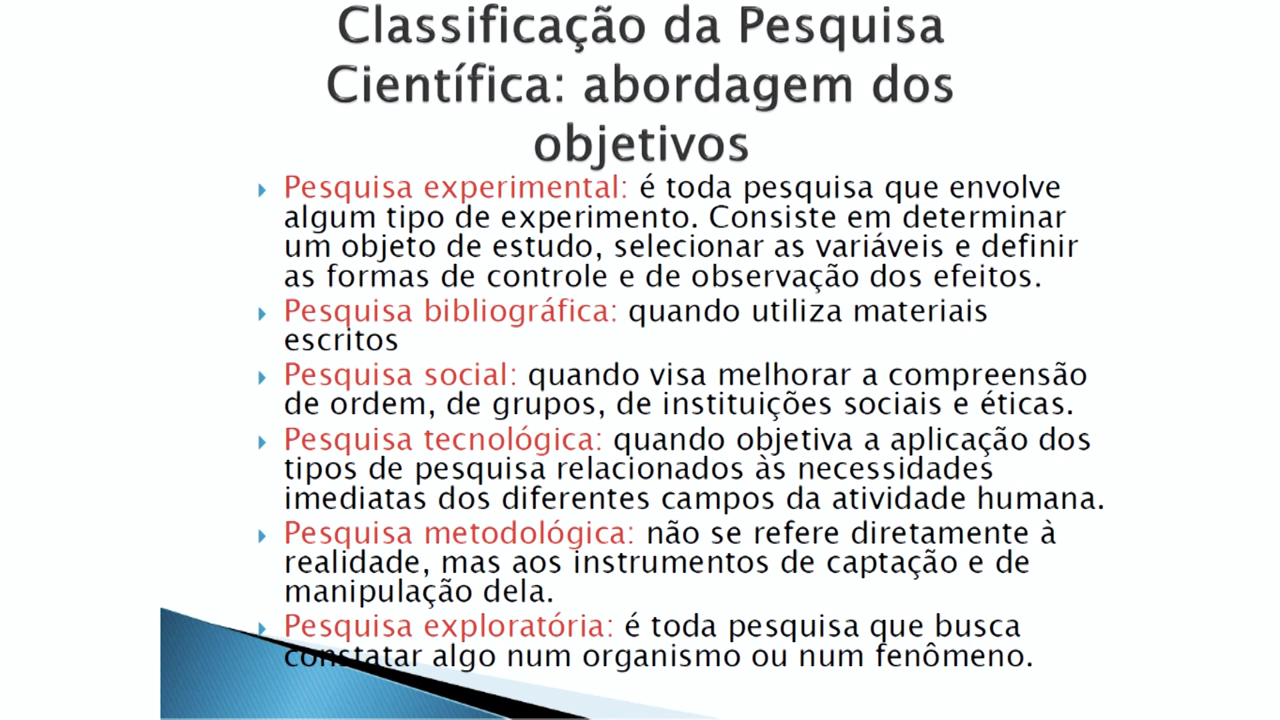 Classificação da Pesquisa
Científica: abordagem dos
objetivos
Pesquisa experimental: é toda pesquisa que envolve
algum tipo de experimento. Consiste em determinar
um objeto de estudo, selecionar as variáveis e definir
as formas de controle e de observação dos efeitos.
Pesquisa bibliográfica: quando utiliza materiais
escritos
Pesquisa social: quando visa melhorar a compreensão
de ordem, de grupos, de instituições sociais e éticas.
Pesquisa tecnológica: quando objetiva a aplicação dos
tipos de pesquisa relacionados às necessidades
imediatas dos diferentes campos da atividade humana.
Pesquisa metodológica: não se refere diretamente à
realidade, mas aos instrumentos de captação e de
manipulação dela.
Pesquisa exploratória: é toda pesquisa que busca
constatar algo num organismo ou num fenômeno.